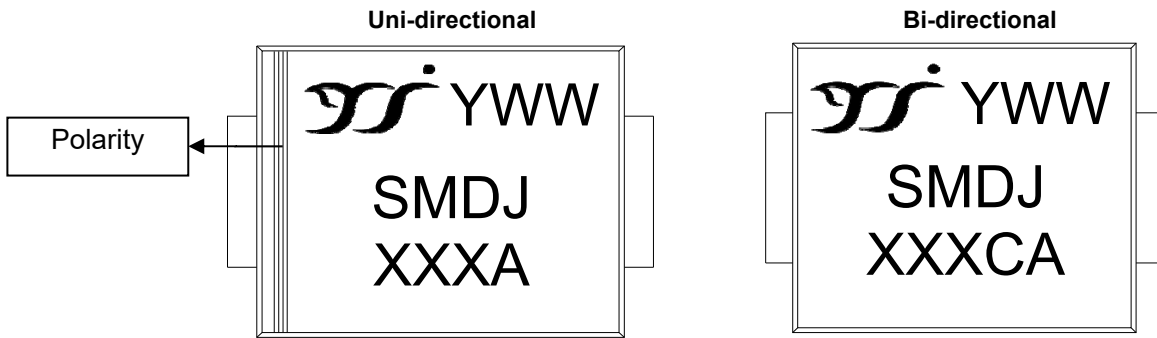 Uni-directional
Bi-directional
Polarity
YWW
SMDJ
XXXA
YWW
SMDJ
XXXCA